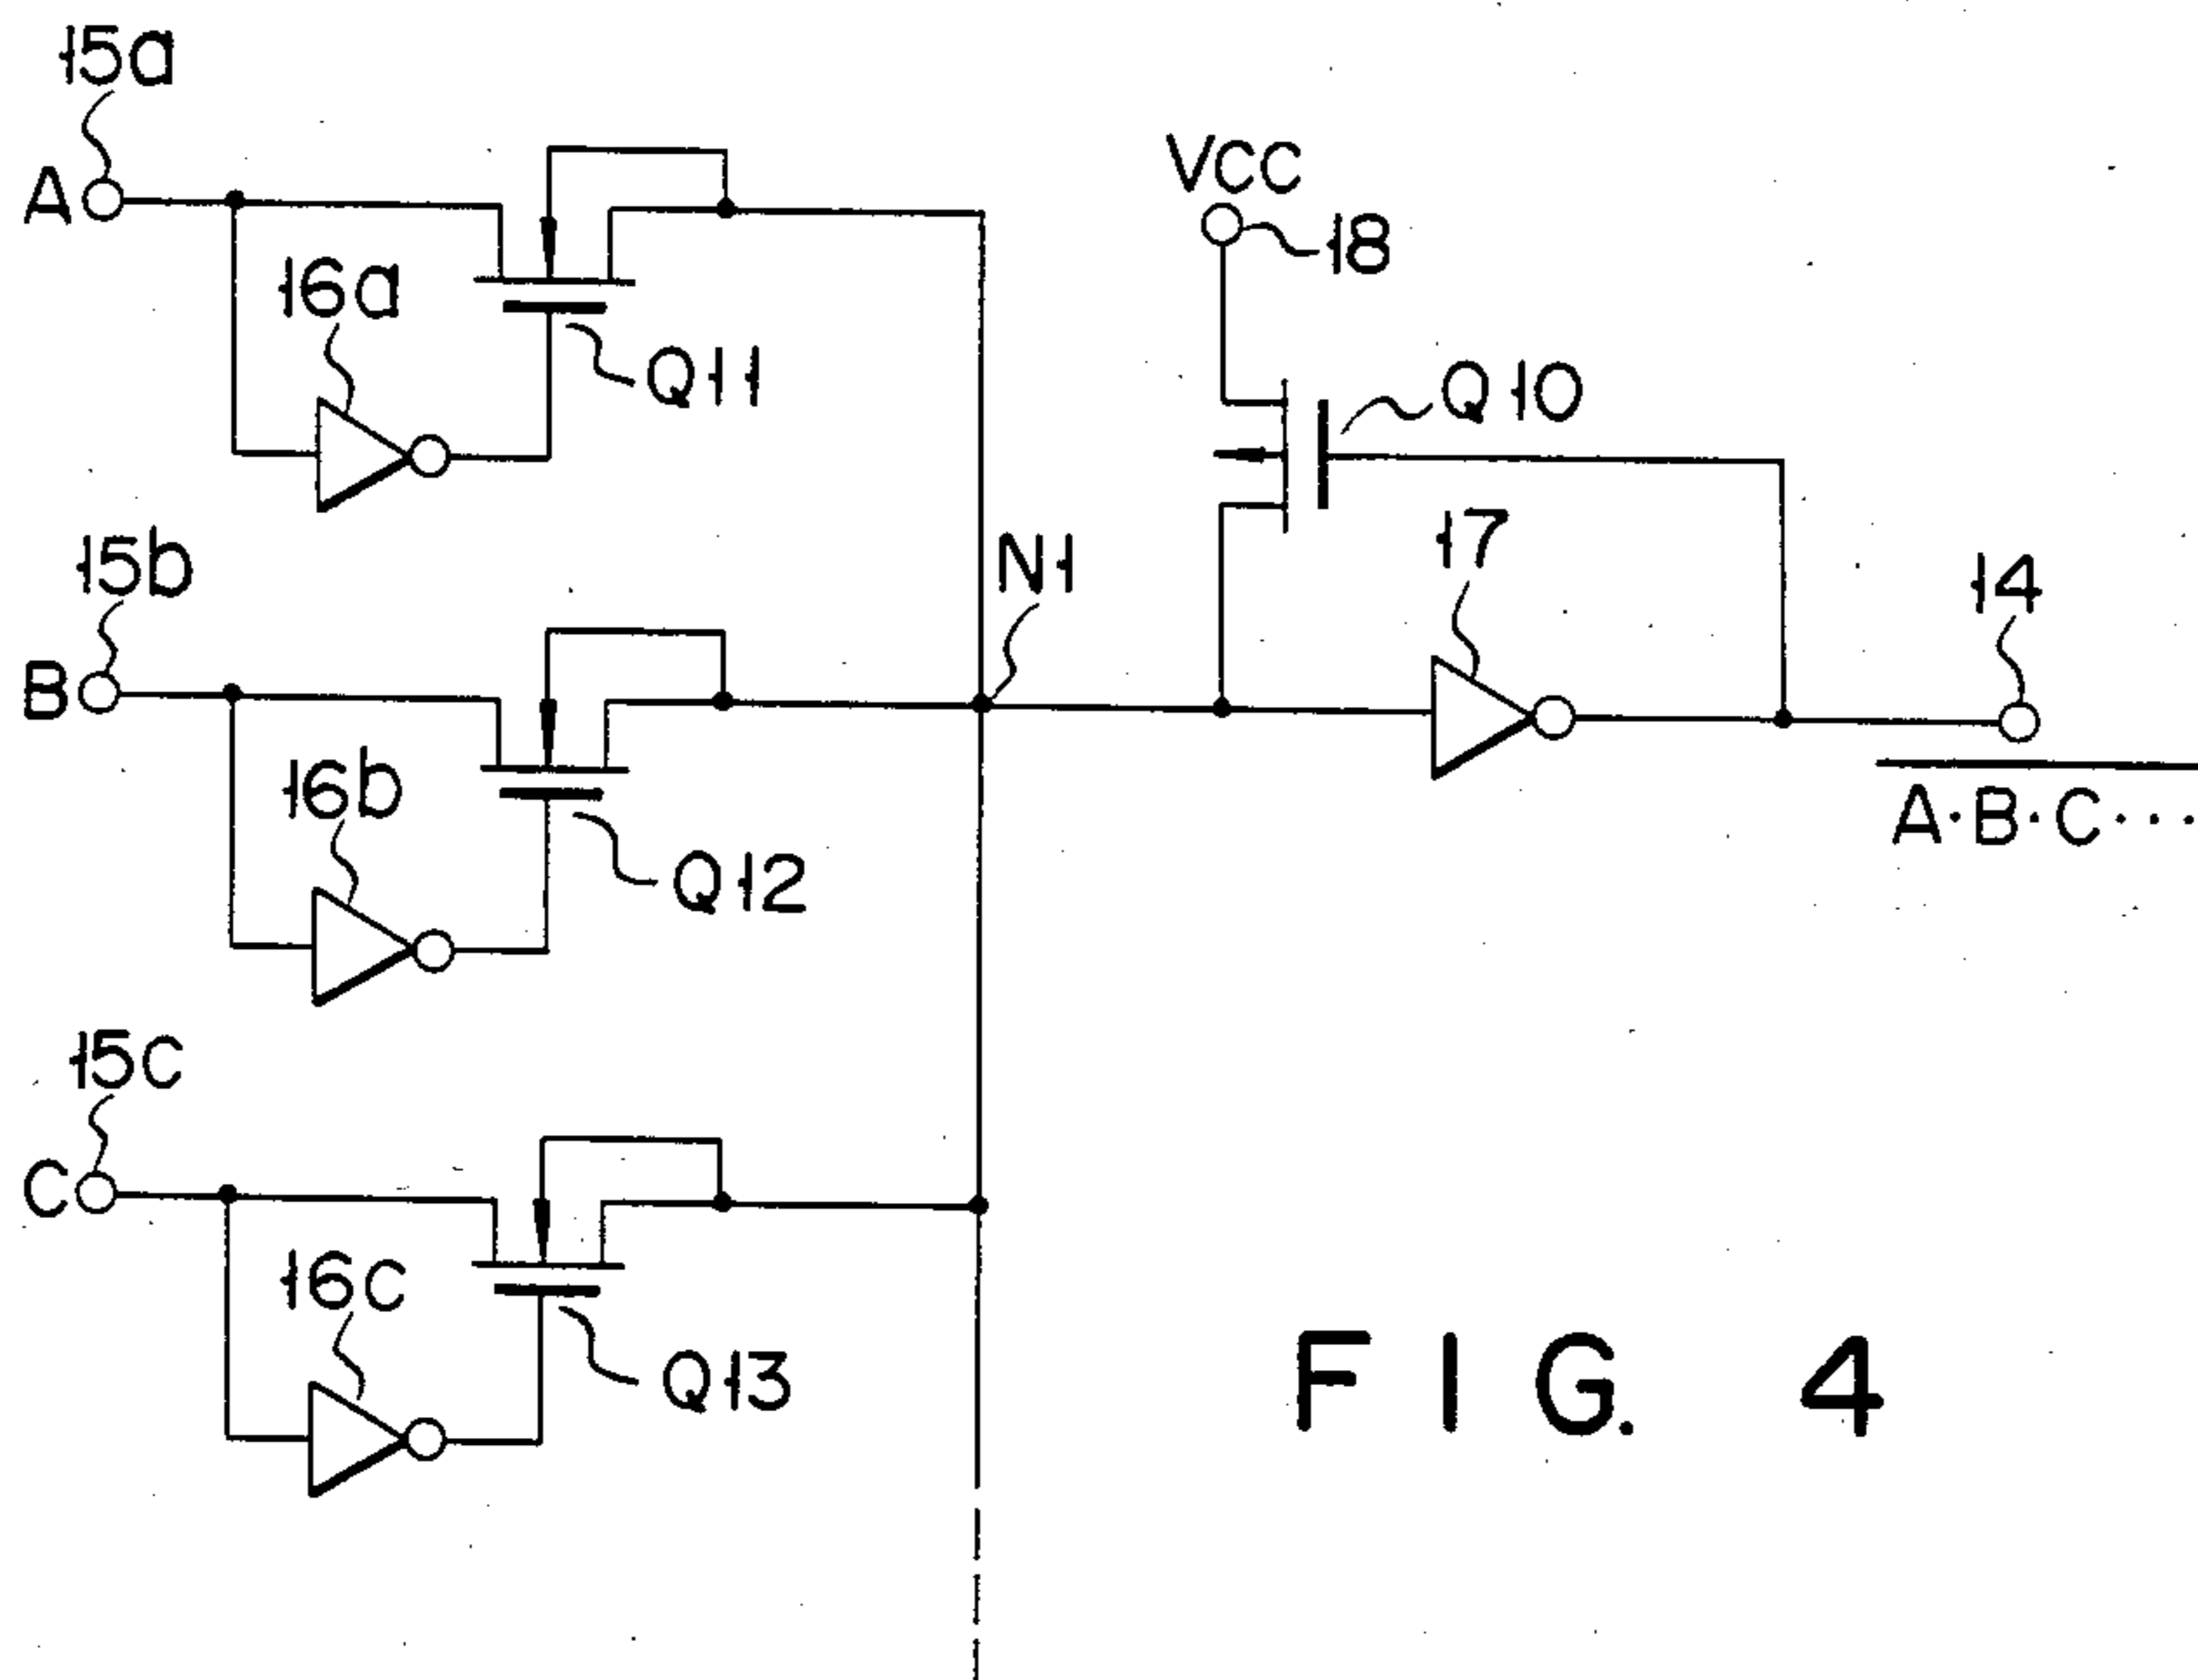 15a
A
VCC
18
16a
Q11
Q10
15b
N1
17
14
B
16b
A·B·C···
Q12
15C
C
16C
Q13
FIG. 4